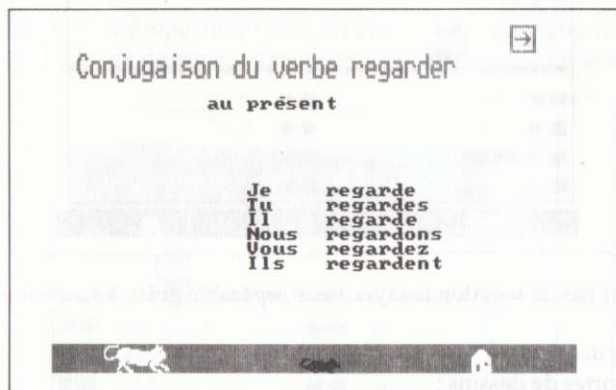 Conjugaison du verbe regarder
au présent
Je regarde
Tu regardes
Il regarde
Nous regardons
Vous regardez
Ils regardent